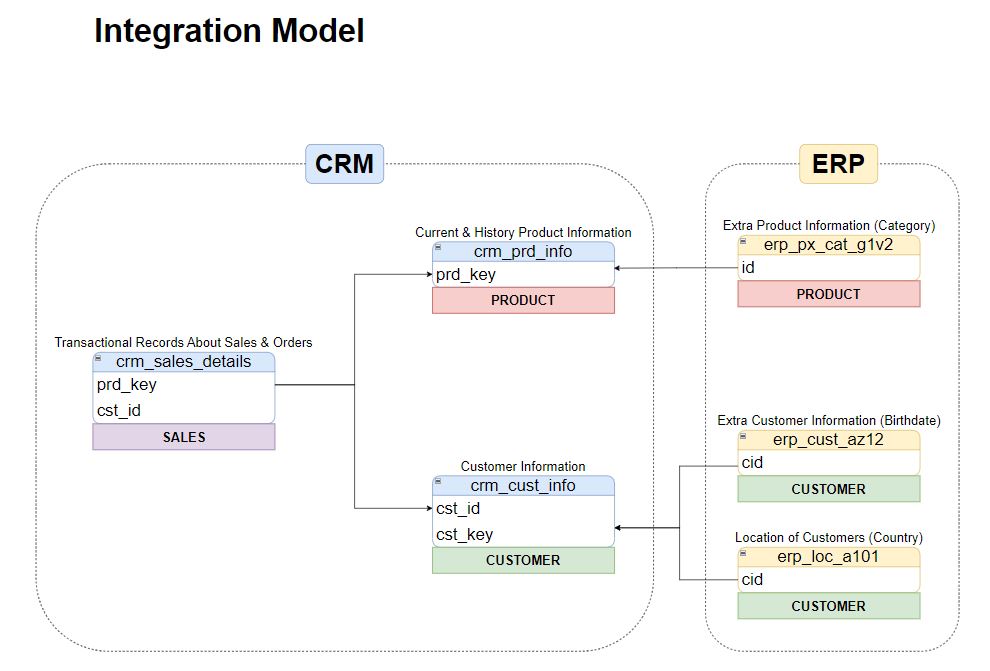 Integration Model
CRM
ERP
Transactional Records About Sales & Orders
crm_sales_details
prd_key
cst_id
SALES
Current & History Product Information
crm_prd_info
prd_key
PRODUCT
Customer Information
crm_cust_info
cst_id
cst_key
CUSTOMER
Extra Product Information (Category)
erp_px_cat_g1v2
id
PRODUCT
Extra Customer Information (Birthdate)
erp_cust_az12
cid
CUSTOMER
Location of Customers (Country)
erp_loc_a101
cid
CUSTOMER